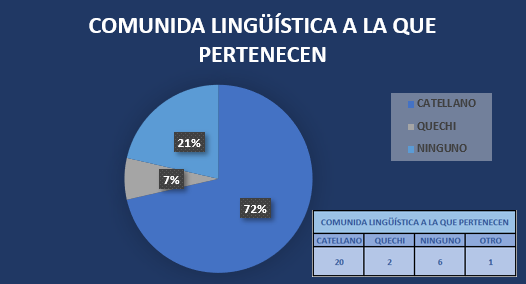 COMUNIDA LINGÜÍSTICA A LA QUE
PERTENECEN
21%
7%
72%
CATELLANO
QUECHI
NINGUNO
COMUNIDA LINGÜÍSTICA A LA QUE PERTENECEN
CATELLANO QUECHI NINGUNO OTRO
20 2 6 1